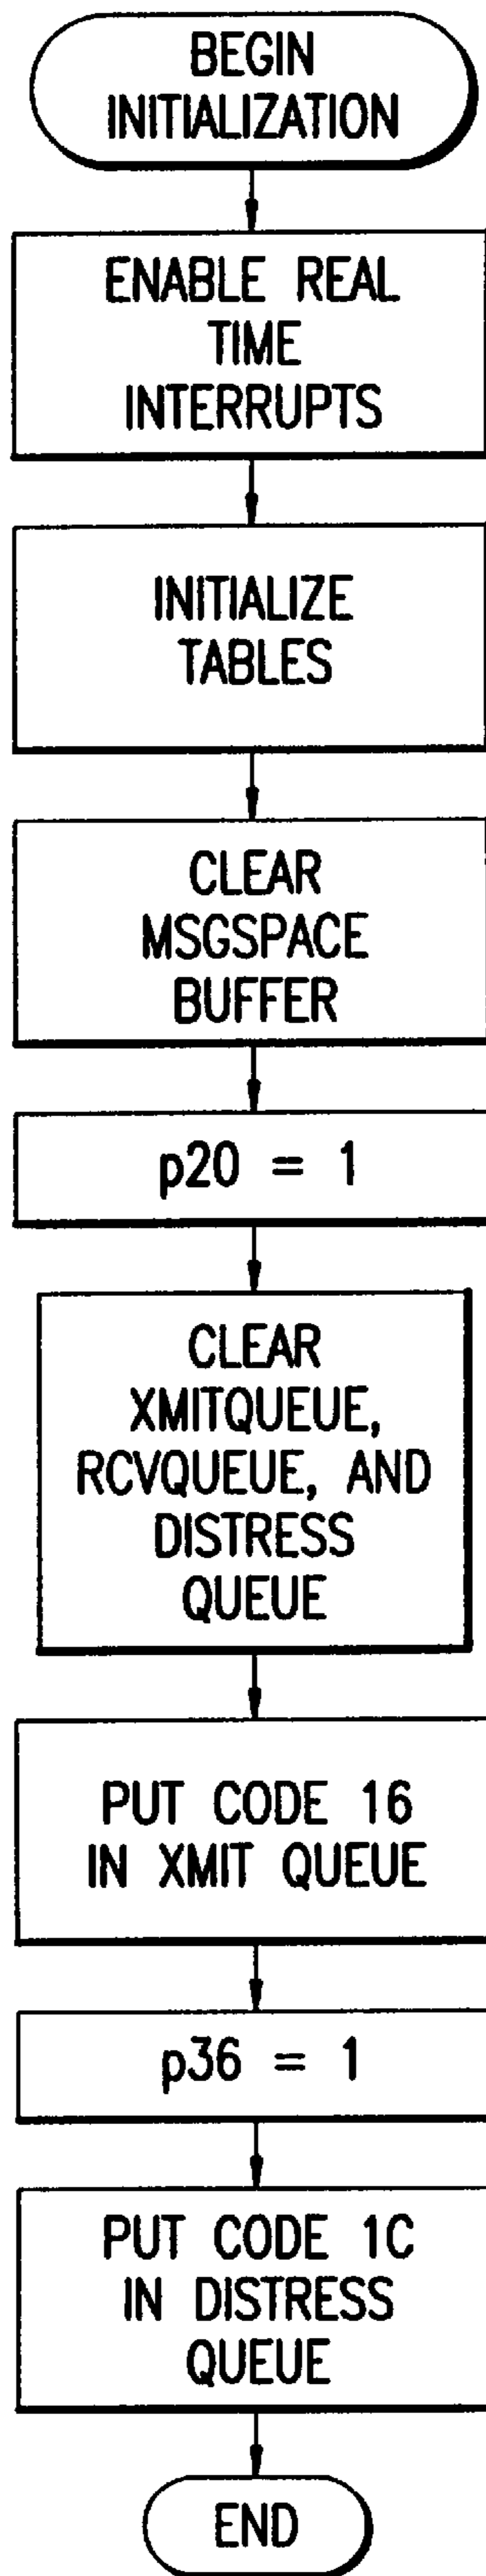 BEGIN
INITIALIZATION
ENABLE REAL
TIME
INTERRUPTS
INITIALIZE
TABLES
CLEAR
MSGSPACE
BUFFER
p20 = 1
CLEAR
XMITQUEUE,
RCVQUEUE, AND
DISTRESS
QUEUE
PUT CODE 16
IN XMIT QUEUE
p36 = 1
PUT CODE 1C
IN DISTRESS
QUEUE
END